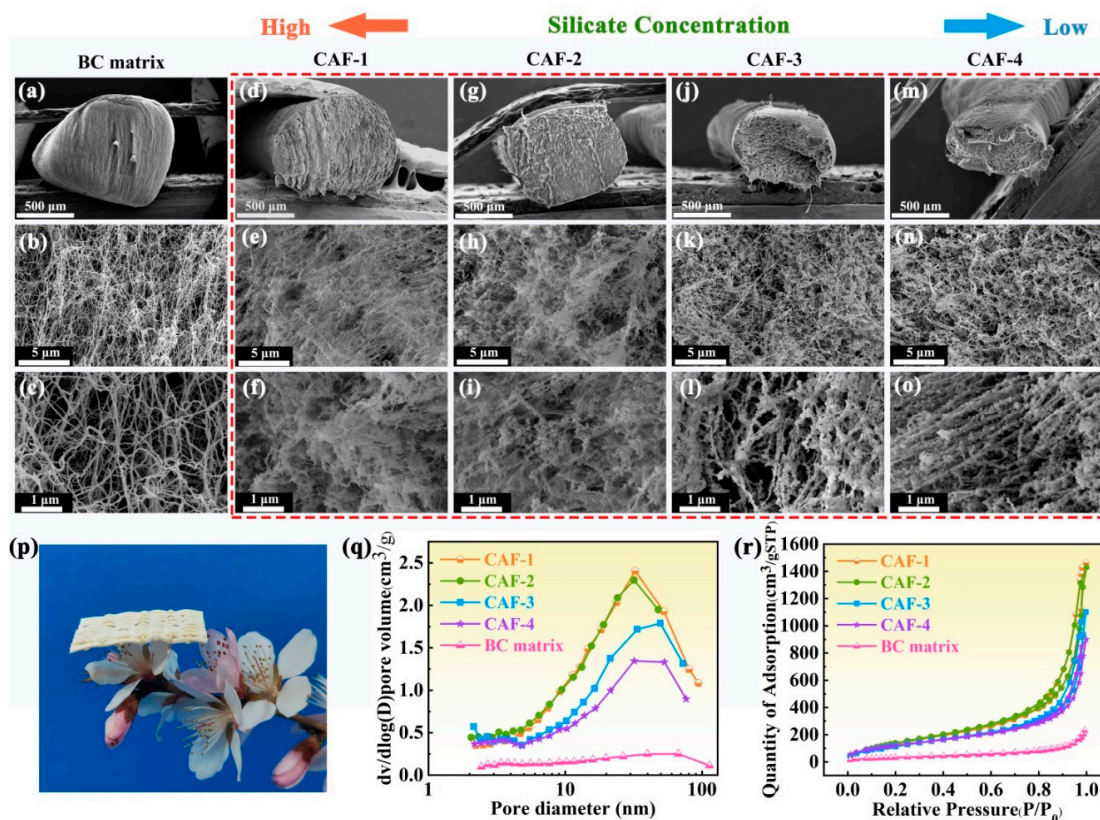 High Silicate Concentration Low
BC matrix CAF-1 CAF-2 CAF-3 CAF-4
(a) (d) (g) (j) (m)
500 μm 500 μm 500 μm 500 μm 500 μm
(b) (e) (h) (k) (n)
5 μm 5 μm 5 μm 5 μm 5 μm
(c) (f) (i) (l) (o)
1 μm 1 μm 1 μm 1 μm 1 μm
(p)
(q)
dv/dlog(D)pore volume(cm³/g)
2.5
2.0
1.5
1.0
0.5
0.0
CAF-1
CAF-2
CAF-3
CAF-4
BC matrix
1 10 100
Pore diameter (nm)
(r)
Quantity of Adsorption(cm³/gSTP)
1600
1400
1200
1000
800
600
400
200
0
CAF-1
CAF-2
CAF-3
CAF-4
BC matrix
0.0 0.2 0.4 0.6 0.8 1.0
Relative Pressure(P/P₀)